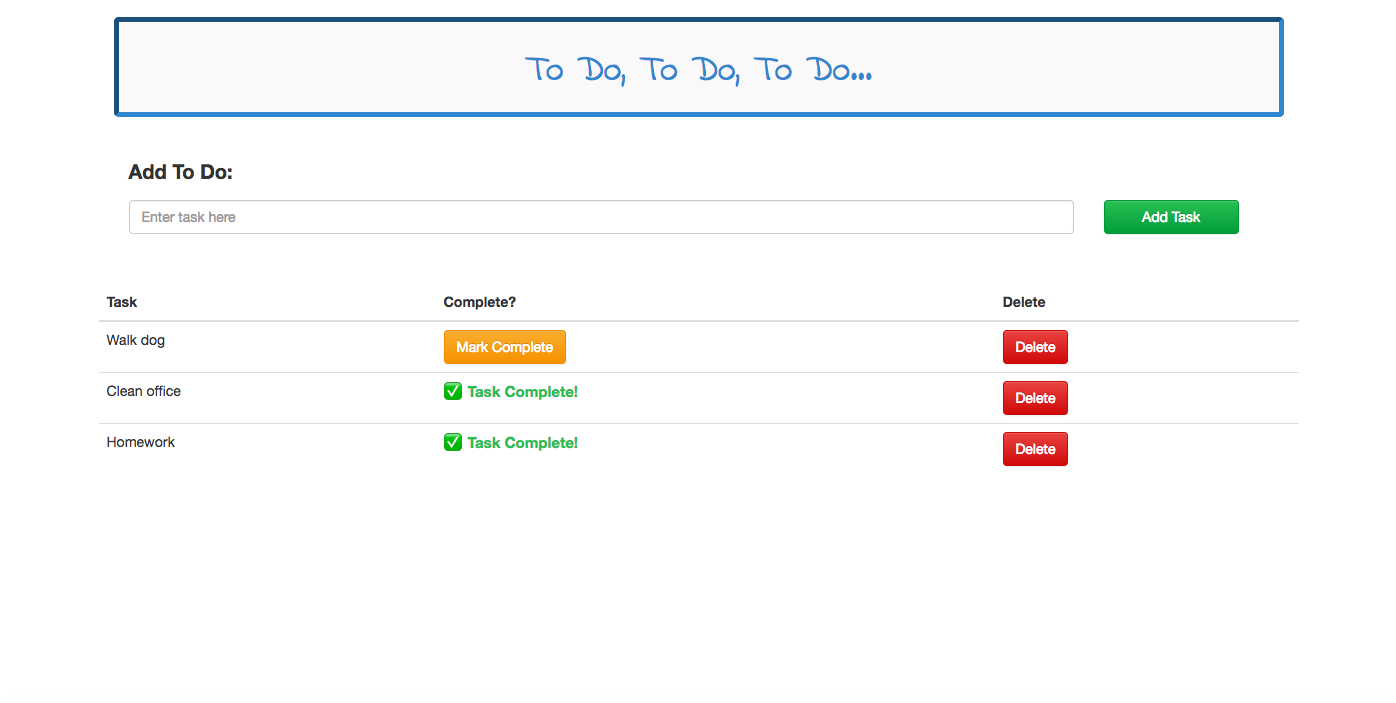 To Do, To Do, To Do...
Add To Do:
Enter task here
Add Task
Task Complete? Delete
Walk dog Mark Complete Delete
Clean office ✅ Task Complete! Delete
Homework ✅ Task Complete! Delete